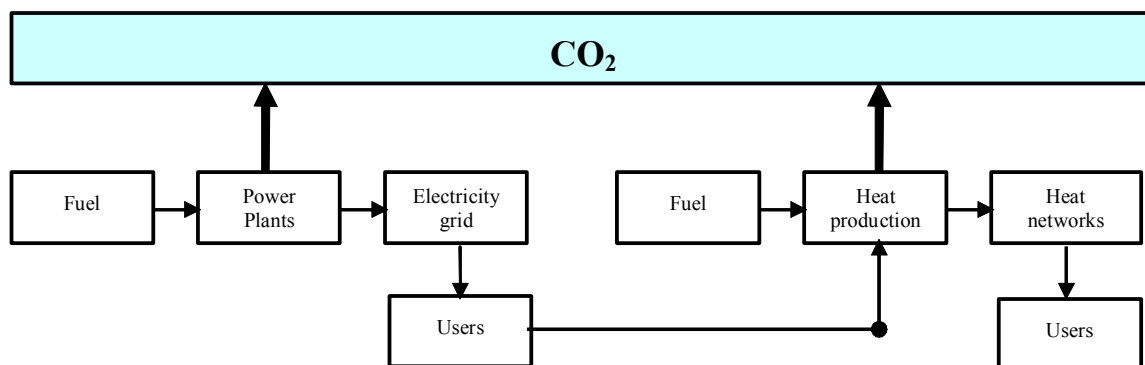 CO₂
Fuel
Power
Plants
Electricity
grid
Fuel
Heat
production
Heat
networks
Users
Users